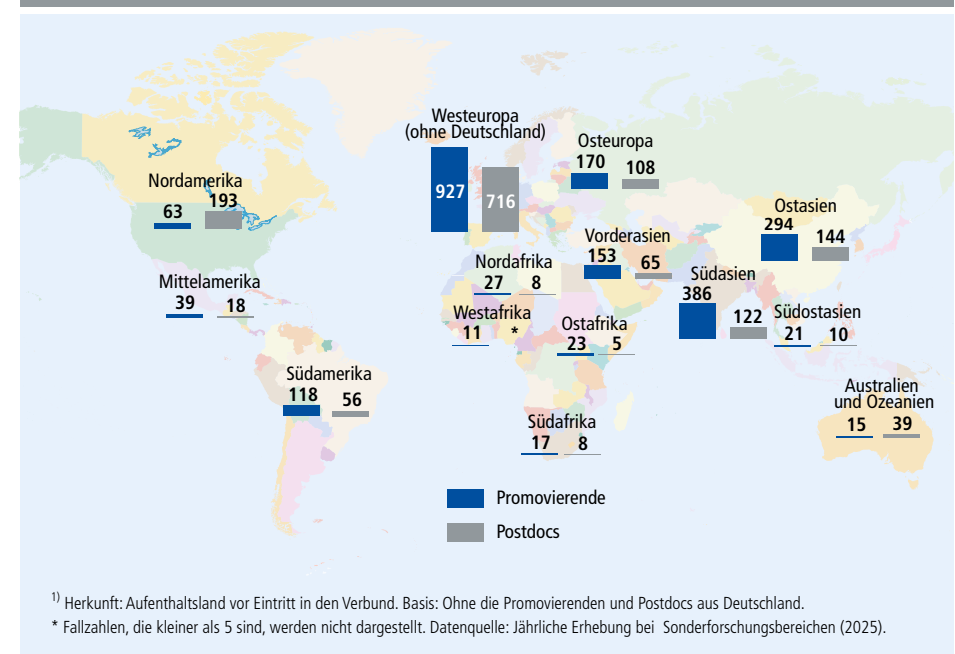 Westeuropa
(ohne Deutschland)
927 716
Osteuropa
170 108
Nordamerika
63 193
Ostasien
294 144
Vorderasien
153 65
Nordafrika
27 8
Südasien
386 122
Mittelamerika
39 18
Westafrika
11 *
Ostafrika
23 5
Südostasien
21 10
Südamerika
118 56
Australien
und Ozeanien
15 39
Südafrika
17 8
Promovierende
Postdocs
1) Herkunft: Aufenthaltsland vor Eintritt in den Verbund. Basis: Ohne die Promovierenden und Postdocs aus Deutschland.
* Fallzahlen, die kleiner als 5 sind, werden nicht dargestellt. Datenquelle: Jährliche Erhebung bei Sonderforschungsbereichen (2025).